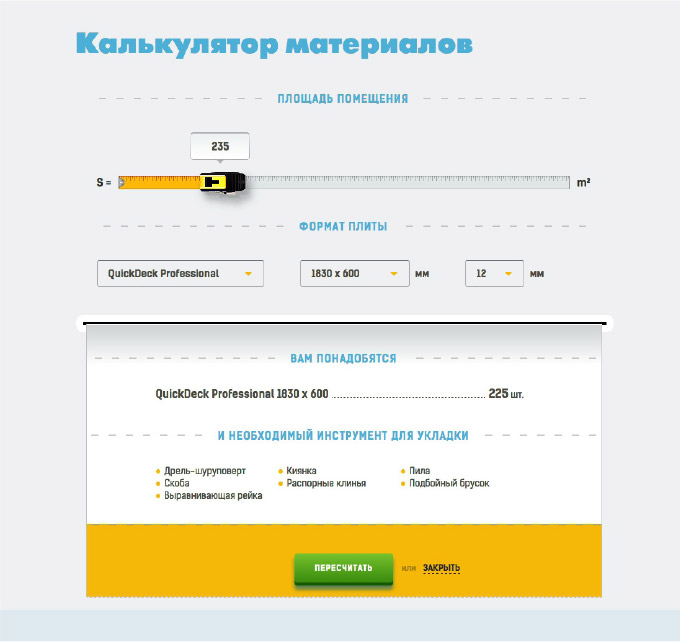 Калькулятор материалов
ПЛОЩАДЬ ПОМЕЩЕНИЯ
235
S = м²
ФОРМАТ ПЛИТЫ
QuickDeck Professional 1830 x 600 мм 12 мм
ВАМ ПОНАДОБЯТСЯ
QuickDeck Professional 1830 x 600 225 шт.
И НЕОБХОДИМЫЙ ИНСТРУМЕНТ ДЛЯ УКЛАДКИ
Дрель-шуруповерт Киянка Пила
Скоба Распорные клинья Подбойный брусок
Выравнивающая рейка
ПЕРЕСЧИТАТЬ или ЗАКРЫТЬ